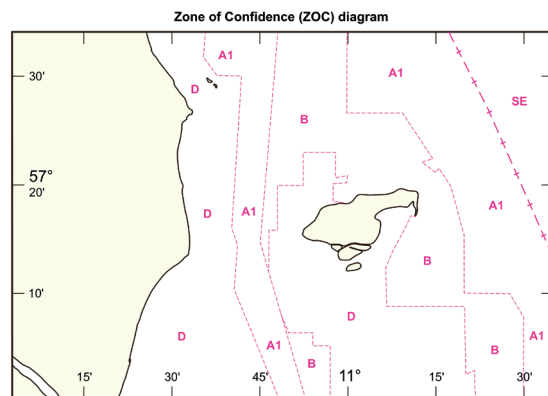 Zone of Confidence (ZOC) diagram
A1
30'
A1
D
SE
B
57°
20'
D
A1
A1
B
10'
D
D
A1
A1
B
B
15'
30'
45'
11°
15'
30'